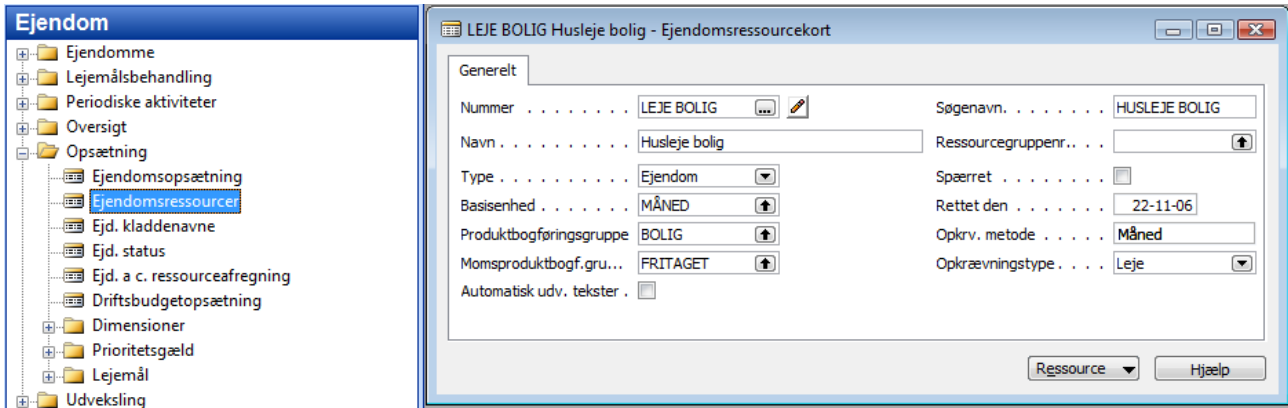 Ejendom
Ejendomme
Lejemålsbehandling
Periodiske aktiviteter
Oversigt
Opsætning
Ejendomsopsætning
Ejendomsressourcer
Ejd. kladdenavne
Ejd. status
Ejd. a c. ressourceafregning
Driftsbudgetopsætning
Dimensioner
Prioritetsgæld
Lejemål
Udveksling
LEJE BOLIG Husleje bolig - Ejendomsressourcekort
Generelt
Nummer . . . . . . . . . LEJE BOLIG ... Søgenavn. . . . . . . . . HUSLEJE BOLIG
Navn . . . . . . . . . . . Husleje bolig Ressourcegruppenr.. . .
Type . . . . . . . . . . . Ejendom Spærret . . . . . . . .
Basisenhed . . . . . . . MÅNED Rettet den . . . . . . . 22-11-06
Produktbogføringsgruppe BOLIG Opkrv. metode . . . . . Måned
Momsproduktbogf.gru... FRITAGET Opkrævningstype . . . . Leje
Automatisk udv. tekster .
Ressource Hjælp